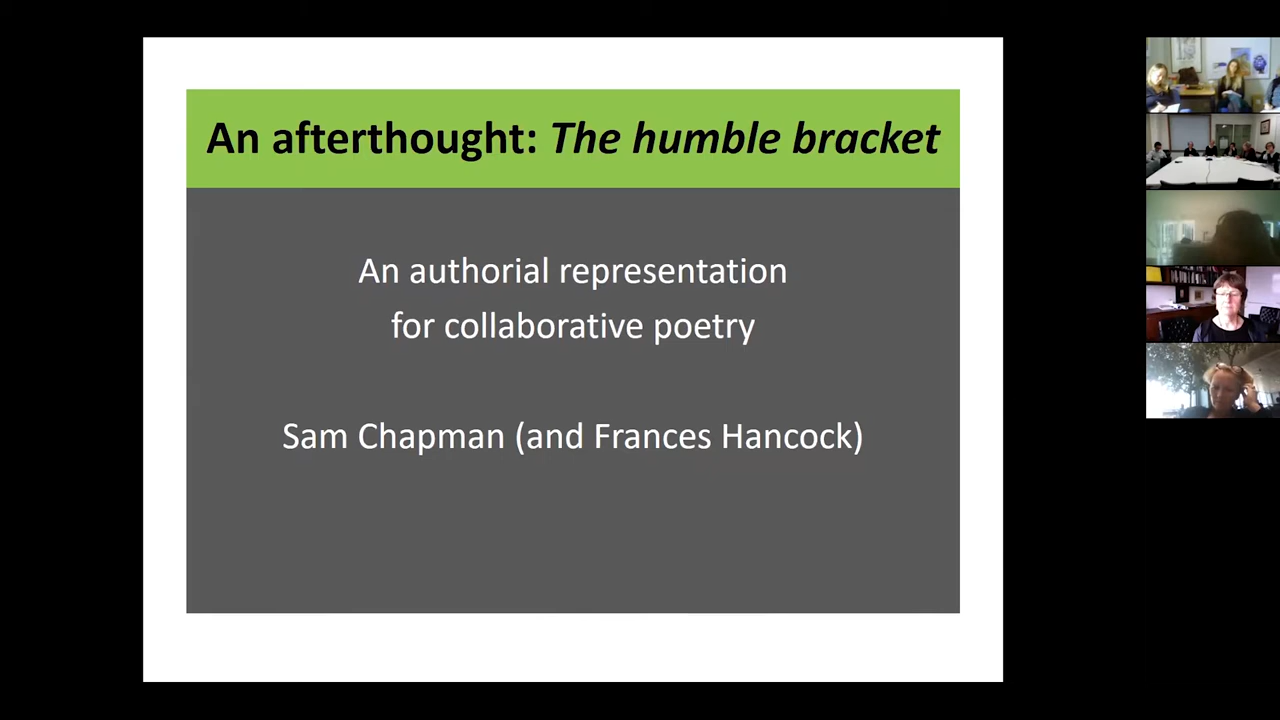 An afterthought: The humble bracket
An authorial representation
for collaborative poetry
Sam Chapman (and Frances Hancock)